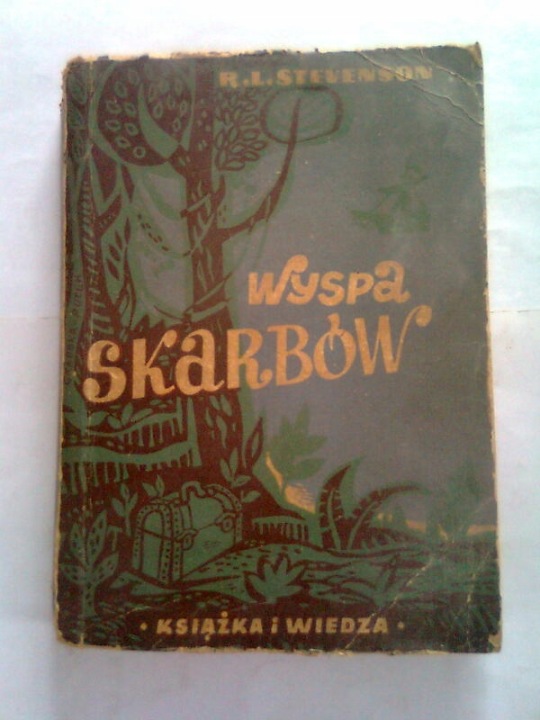 R.L. STEVENSON
Wyspa
SKARBÓW
• KSIĄŻKA i WIEDZA •